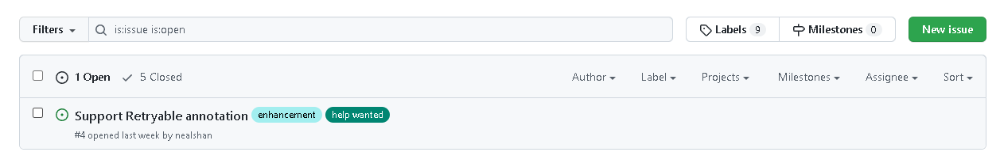 Filters is:issue is:open Labels 9 Milestones 0 New issue
1 Open 5 Closed Author Label Projects Milestones Assignee Sort
Support Retryable annotation enhancement help wanted
#4 opened last week by nealshan